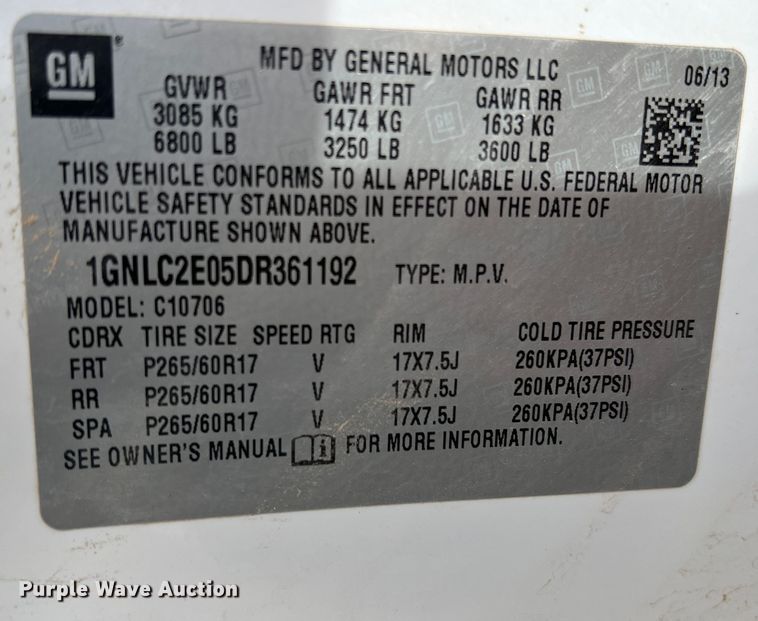 GM®
MFD BY GENERAL MOTORS LLC
06/13
GVWR GAWR FRT GAWR RR
3085 KG 1474 KG 1633 KG
6800 LB 3250 LB 3600 LB
THIS VEHICLE CONFORMS TO ALL APPLICABLE U.S. FEDERAL MOTOR
VEHICLE SAFETY STANDARDS IN EFFECT ON THE DATE OF
MANUFACTURE SHOWN ABOVE.
1GNLC2E05DR361192 TYPE: M.P.V.
MODEL: C10706
CDRX TIRE SIZE SPEED RTG RIM COLD TIRE PRESSURE
FRT P265/60R17 V 17X7.5J 260KPA(37PSI)
RR P265/60R17 V 17X7.5J 260KPA(37PSI)
SPA P265/60R17 V 17X7.5J 260KPA(37PSI)
SEE OWNER'S MANUAL FOR MORE INFORMATION.
Purple Wave Auction